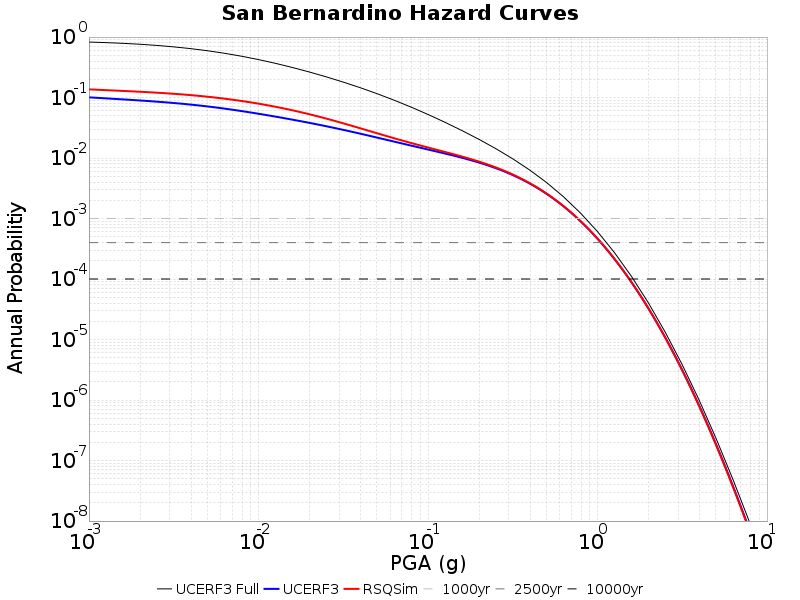 San Bernardino Hazard Curves
10^0
10^-1
10^-2
10^-3
10^-4
10^-5
10^-6
10^-7
10^-8
Annual Probabilitiy
10^-3 10^-2 10^-1 10^0 10^1
PGA (g)
UCERF3 Full UCERF3 RSQSim 1000yr 2500yr 10000yr